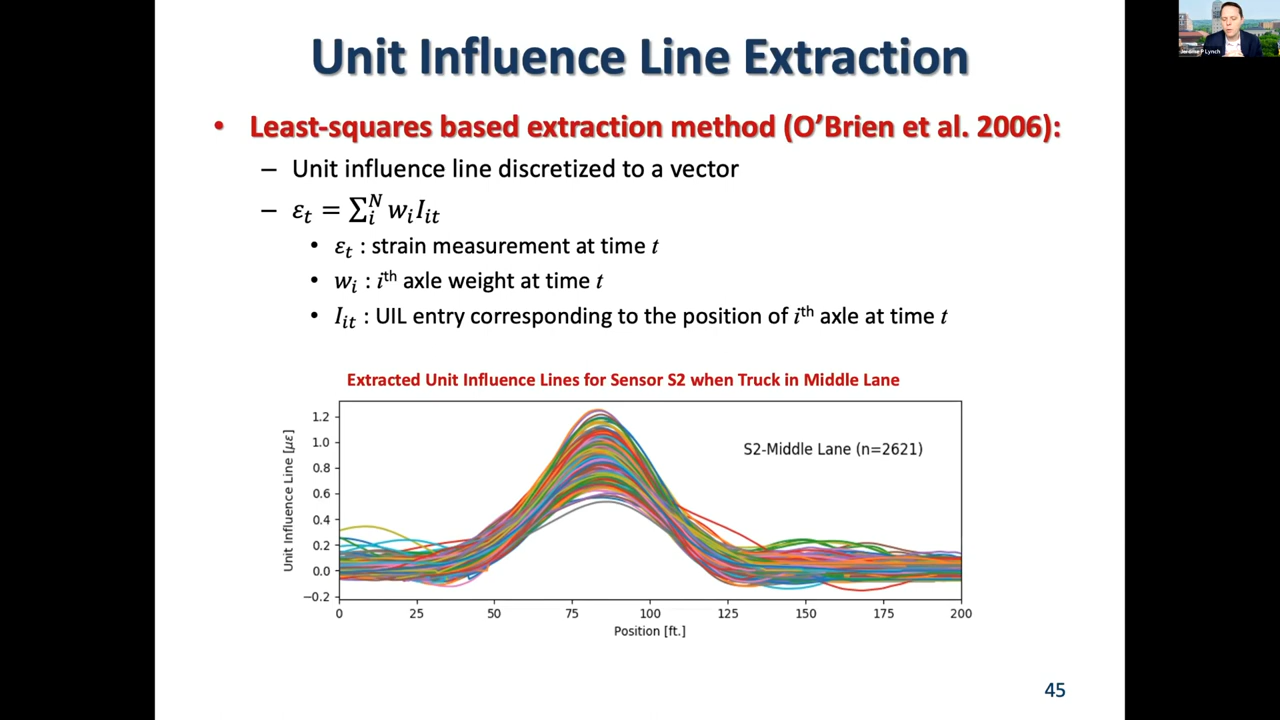 Unit Influence Line Extraction
Jerome P Lynch
• Least-squares based extraction method (O’Brien et al. 2006):
– Unit influence line discretized to a vector
– εₜ = ∑ᵢᴺ wᵢIᵢₜ
• εₜ : strain measurement at time t
• wᵢ : iᵗʰ axle weight at time t
• Iᵢₜ : UIL entry corresponding to the position of iᵗʰ axle at time t
Extracted Unit Influence Lines for Sensor S2 when Truck in Middle Lane
Unit Influence Line [με]
1.2
1.0
0.8
0.6
0.4
0.2
0.0
−0.2
S2-Middle Lane (n=2621)
0 25 50 75 100 125 150 175 200
Position [ft.]
45